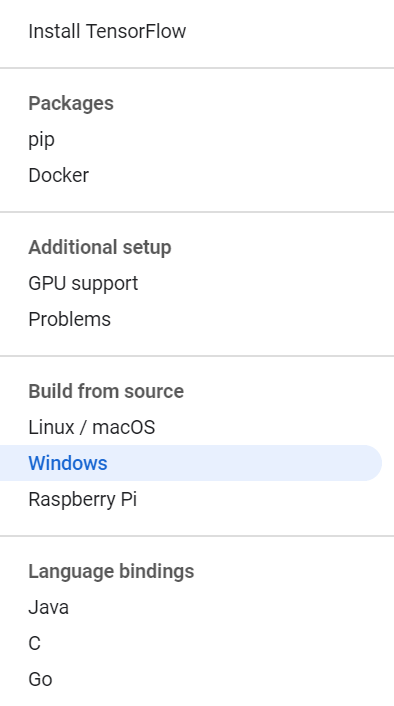 Install TensorFlow
Packages
pip
Docker
Additional setup
GPU support
Problems
Build from source
Linux / macOS
Windows
Raspberry Pi
Language bindings
Java
C
Go